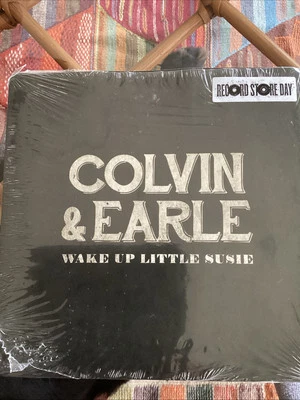 RECORD STORE DAY
COLVIN
& EARLE
WAKE UP LITTLE SUSIE